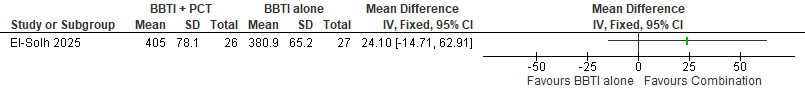 BBTI + PCT BBTI alone Mean Difference Mean Difference
Study or Subgroup Mean SD Total Mean SD Total IV, Fixed, 95% CI IV, Fixed, 95% CI
El-Solh 2025 405 78.1 26 380.9 65.2 27 24.10 [-14.71, 62.91]
-50 -25 0 25 50
Favours BBTI alone Favours Combination